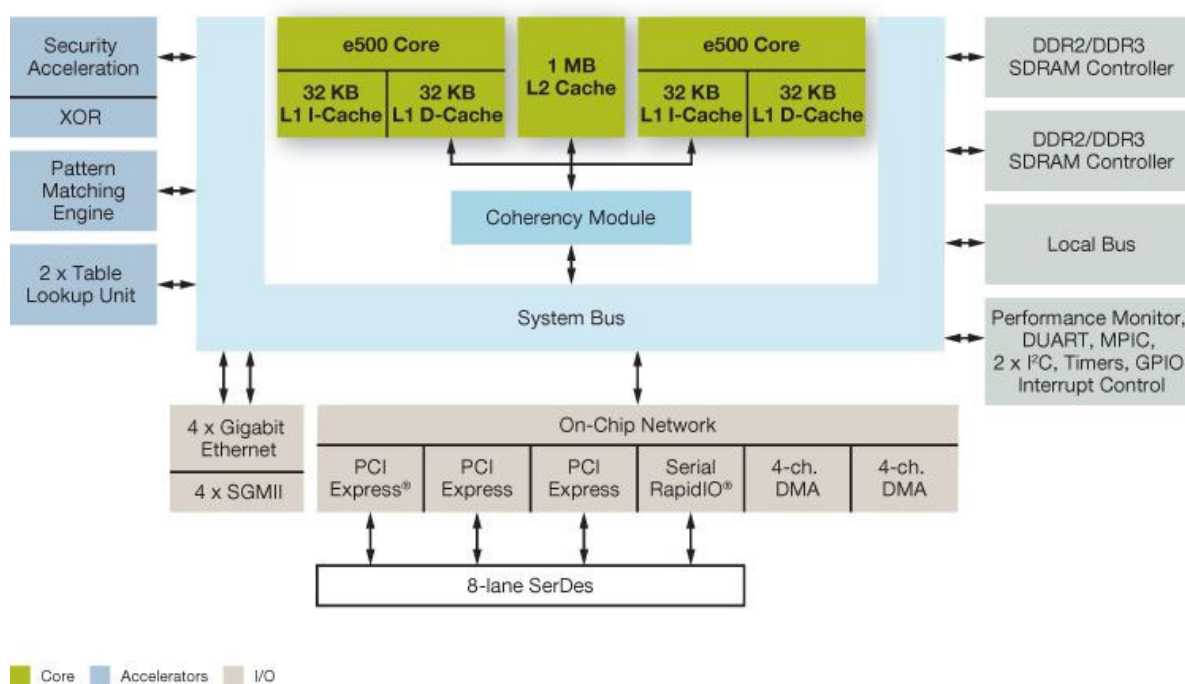 Security
Acceleration
XOR
Pattern
Matching
Engine
2 x Table
Lookup Unit
e500 Core
32 KB
L1 I-Cache
32 KB
L1 D-Cache
1 MB
L2 Cache
e500 Core
32 KB
L1 I-Cache
32 KB
L1 D-Cache
Coherency Module
System Bus
DDR2/DDR3
SDRAM Controller
DDR2/DDR3
SDRAM Controller
Local Bus
Performance Monitor,
DUART, MPIC,
2 x I²C, Timers, GPIO
Interrupt Control
4 x Gigabit
Ethernet
4 x SGMII
On-Chip Network
PCI
Express®
PCI
Express
PCI
Express
Serial
RapidIO®
4-ch.
DMA
4-ch.
DMA
8-lane SerDes
Core
Accelerators
I/O